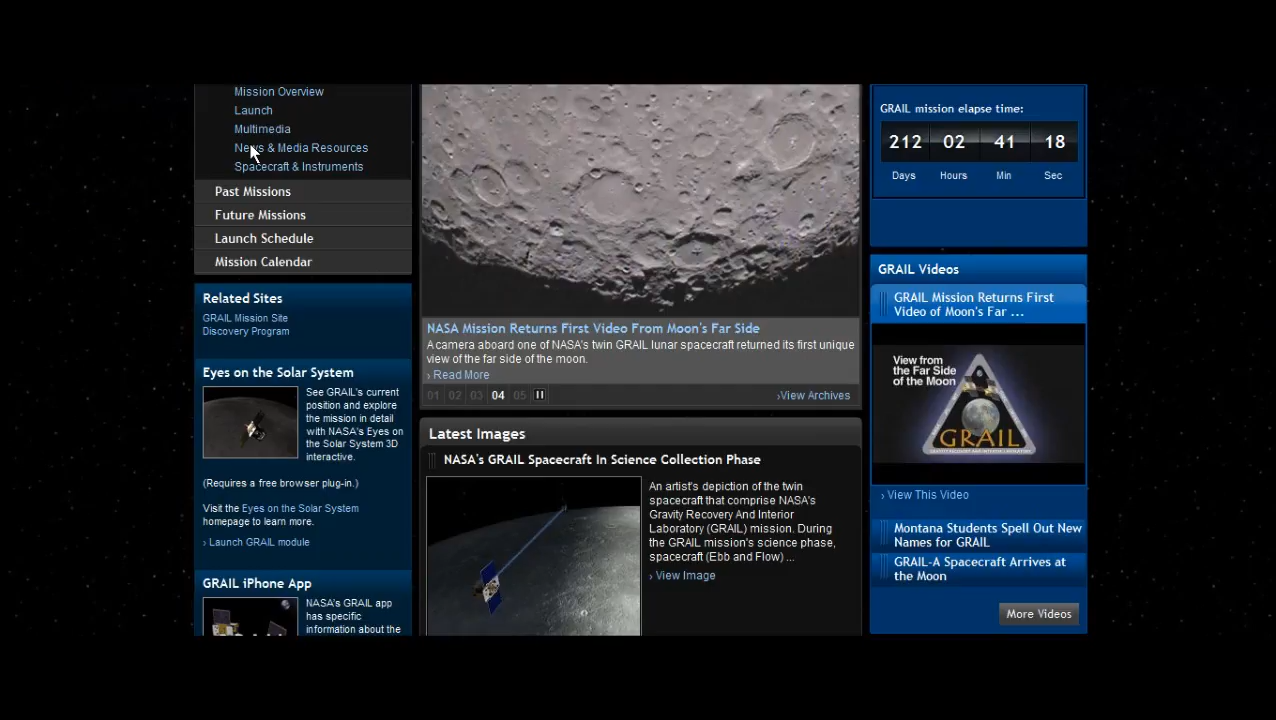 Mission Overview
Launch
Multimedia
News & Media Resources
Spacecraft & Instruments
Past Missions
Future Missions
Launch Schedule
Mission Calendar
Related Sites
GRAIL Mission Site
Discovery Program
Eyes on the Solar System
See GRAIL's current
position and explore
the mission in detail
with NASA's Eyes on
the Solar System 3D
interactive.
(Requires a free browser plug-in.)
Visit the Eyes on the Solar System
homepage to learn more.
› Launch GRAIL module
GRAIL iPhone App
NASA's GRAIL app
has specific
information about the
NASA Mission Returns First Video From Moon's Far Side
A camera aboard one of NASA's twin GRAIL lunar spacecraft returned its first unique
view of the far side of the moon.
› Read More
01 02 03 04 05
›View Archives
Latest Images
NASA's GRAIL Spacecraft In Science Collection Phase
An artist's depiction of the twin
spacecraft that comprise NASA's
Gravity Recovery And Interior
Laboratory (GRAIL) mission. During
the GRAIL mission's science phase,
spacecraft (Ebb and Flow) ...
› View Image
GRAIL mission elapse time:
212 02 41 18
Days Hours Min Sec
GRAIL Videos
GRAIL Mission Returns First
Video of Moon's Far ...
View from
the Far Side
of the Moon
GRAIL
› View This Video
Montana Students Spell Out New
Names for GRAIL
GRAIL-A Spacecraft Arrives at
the Moon
More Videos